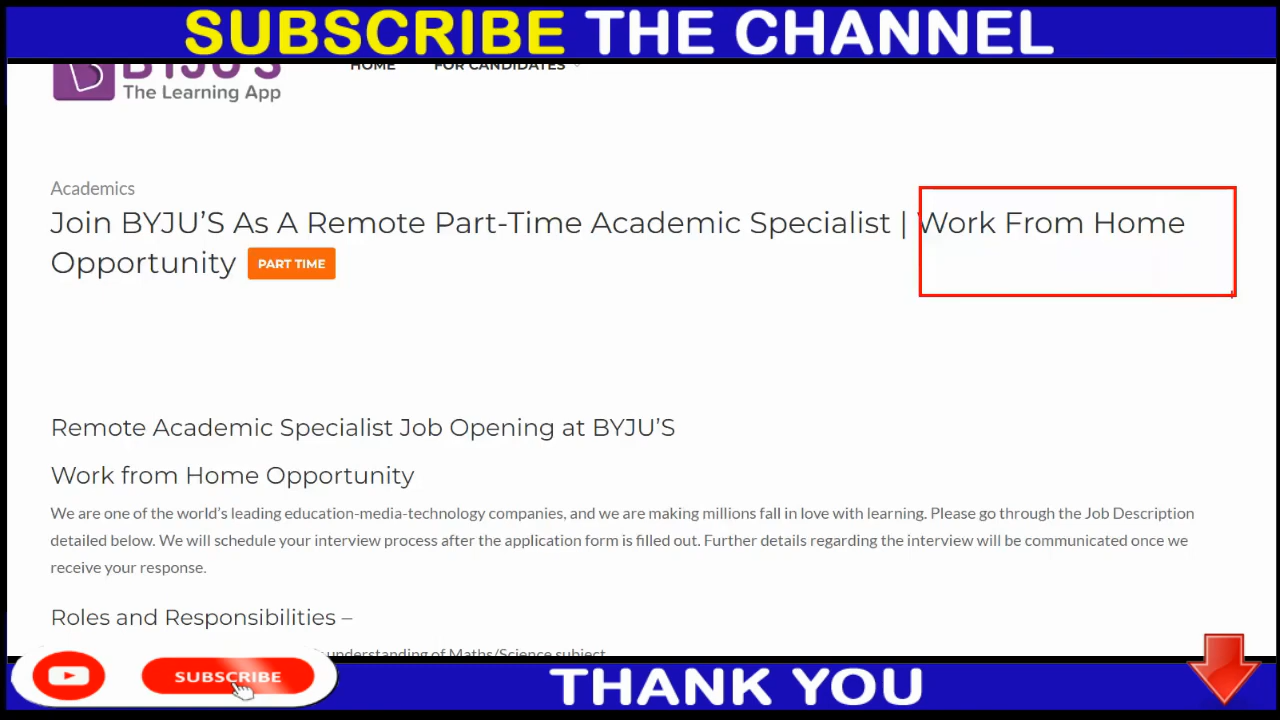 SUBSCRIBE THE CHANNEL
BYJU'S
The Learning App
HOME FOR CANDIDATES
Academics
Join BYJU’S As A Remote Part-Time Academic Specialist | Work From Home
Opportunity PART TIME
Remote Academic Specialist Job Opening at BYJU’S
Work from Home Opportunity
We are one of the world’s leading education-media-technology companies, and we are making millions fall in love with learning. Please go through the Job Description
detailed below. We will schedule your interview process after the application form is filled out. Further details regarding the interview will be communicated once we
receive your response.
Roles and Responsibilities –
understanding of Maths/Science subject
SUBSCRIBE
THANK YOU